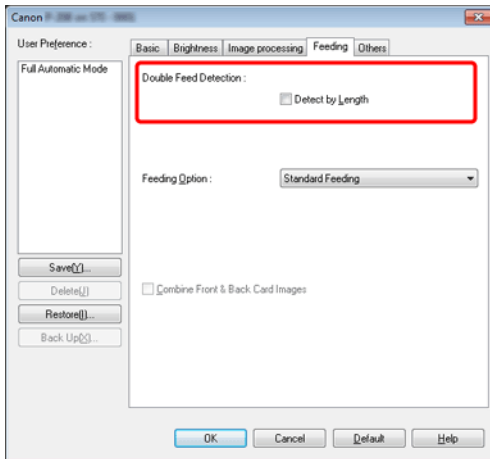 Canon
User Preference :
Full Automatic Mode
Save(Y)...
Delete(J)
Restore(I)...
Back Up(X)...
Basic Brightness Image processing Feeding Others
Double Feed Detection :
Detect by Length
Feeding Option : Standard Feeding
Combine Front & Back Card Images
OK Cancel Default Help